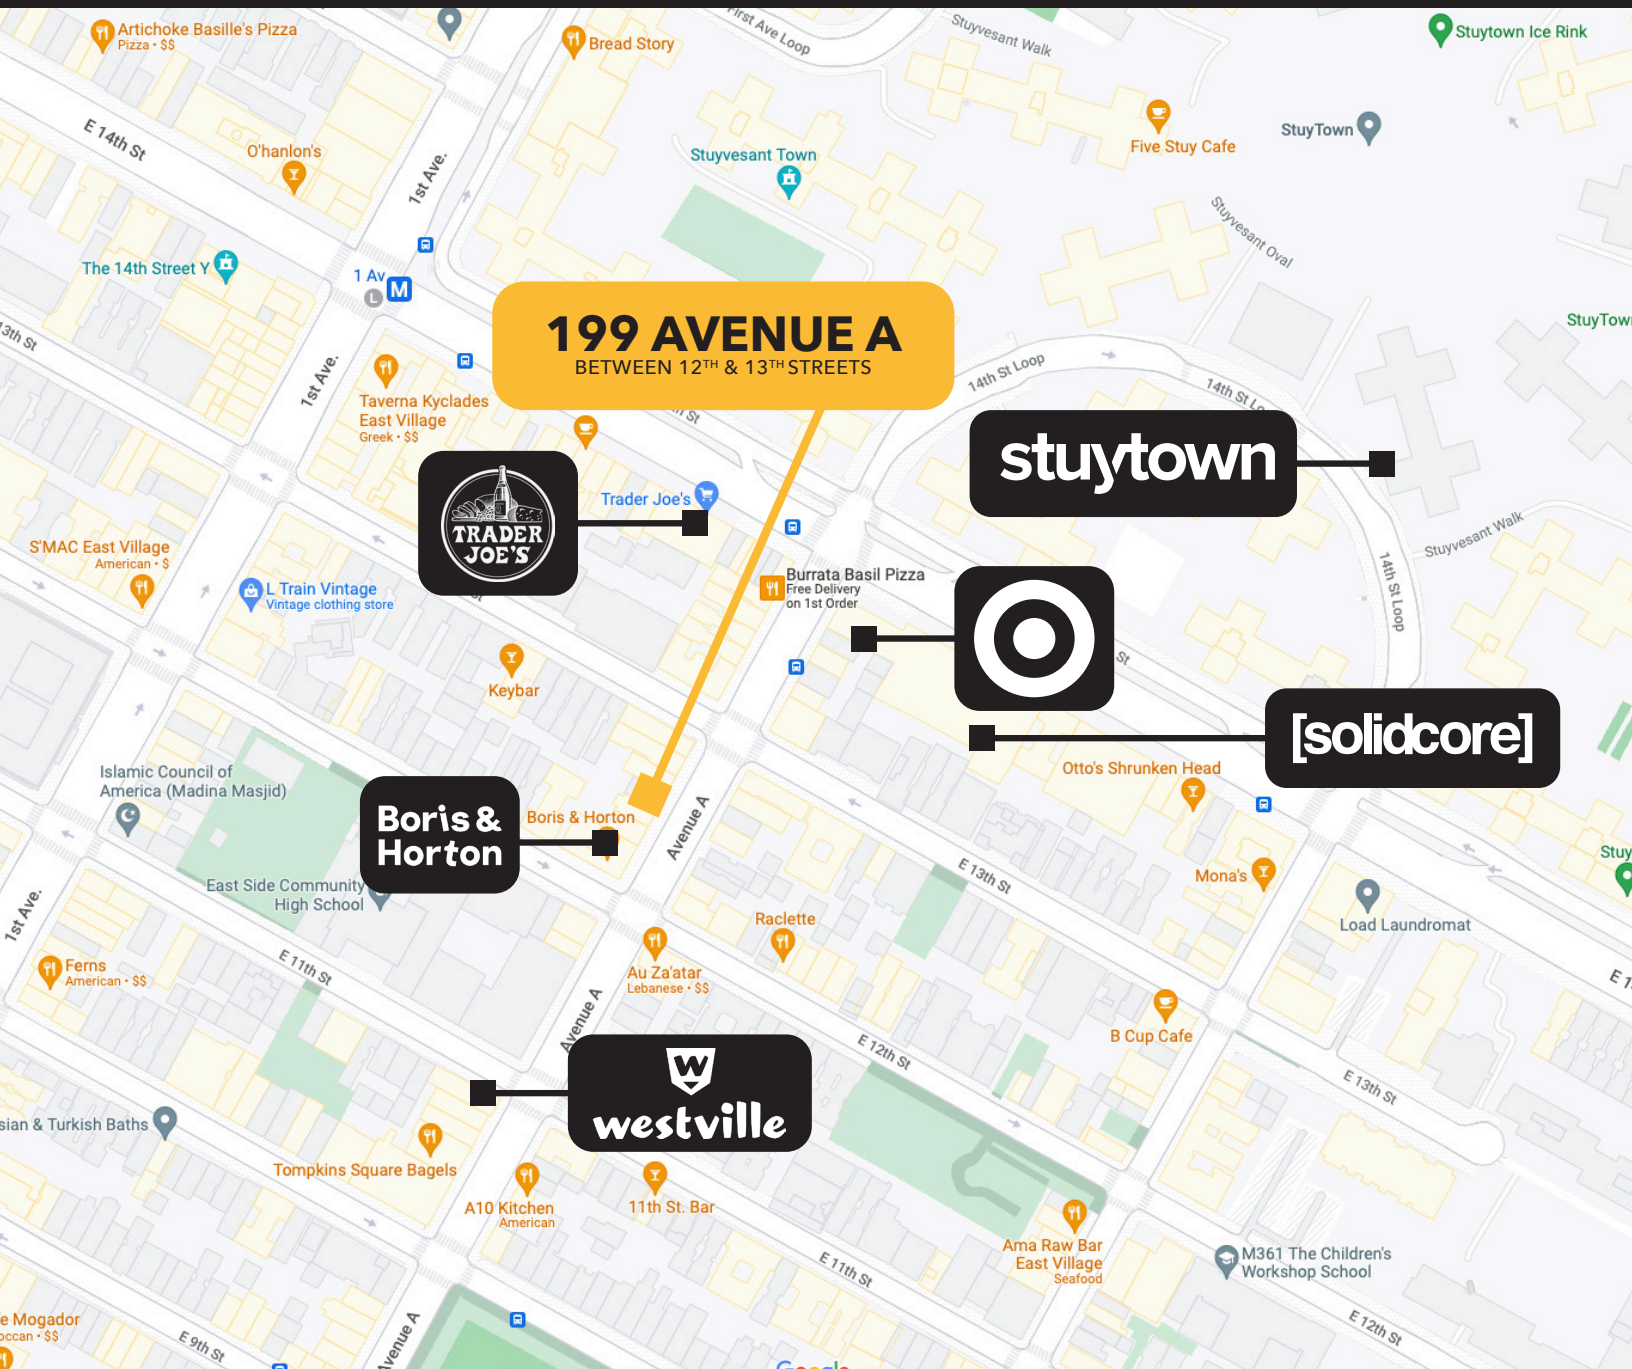 First Ave Loop
Stuyvesant Walk
Artichoke Basille's Pizza
Pizza • $$
Bread Story
Stuytown Ice Rink
E 14th St
O'hanlon's
1st Ave.
Stuyvesant Town
Five Stuy Cafe
StuyTown
Stuyvesant Oval
The 14th Street Y
1 Av
L
M
13th St
1st Ave.
199 AVENUE A
BETWEEN 12TH & 13TH STREETS
StuyTown
14th St Loop
14th St Lo
Taverna Kyclades
East Village
Greek • $$
St
stuytown
TRADER
JOE'S
Trader Joe's
Stuyvesant Walk
S'MAC East Village
American • $
L Train Vintage
Vintage clothing store
St
Burrata Basil Pizza
Free Delivery
on 1st Order
14th St Loop
St
Keybar
[solidcore]
Islamic Council of
America (Madina Masjid)
Otto's Shrunken Head
Boris &
Horton
Boris & Horton
Avenue A
E 13th St
Mona's
Stuy
East Side Community
High School
1st Ave.
Raclette
Load Laundromat
Ferns
American • $$
E 11th St
Au Za'atar
Lebanese • $$
E 1
Avenue A
B Cup Cafe
E 12th St
W
westville
E 13th St
sian & Turkish Baths
Tompkins Square Bagels
A10 Kitchen
American
11th St. Bar
Ama Raw Bar
East Village
Seafood
E 11th St
M361 The Children's
Workshop School
e Mogador
occan • $$
E 9th St
Avenue A
E 12th St
Google